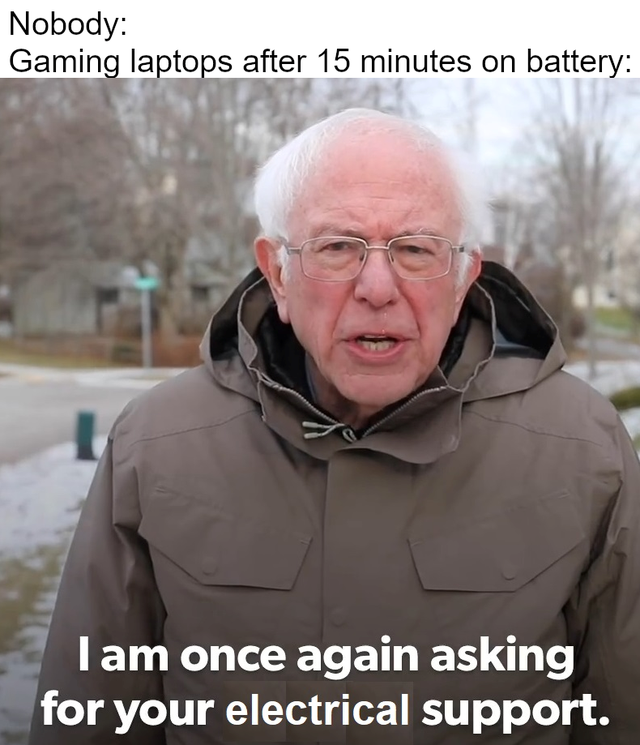 Nobody:
Gaming laptops after 15 minutes on battery:
I am once again asking
for your electrical support.